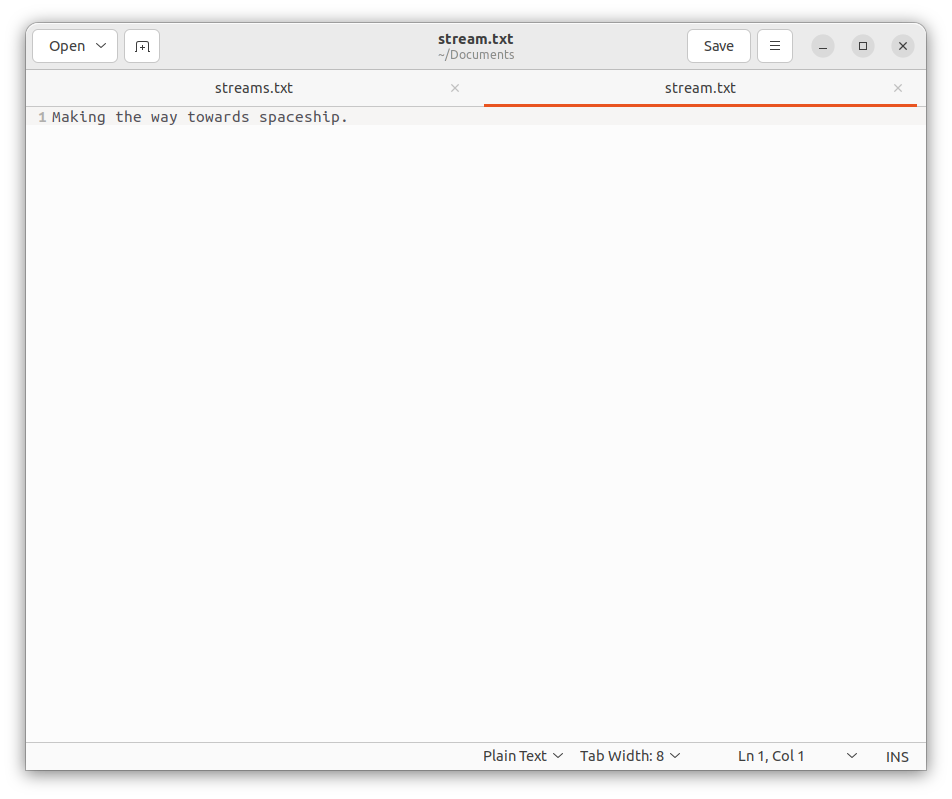 Open
stream.txt
~/Documents
Save
streams.txt
stream.txt
1 Making the way towards spaceship.
Plain Text
Tab Width: 8
Ln 1, Col 1
INS